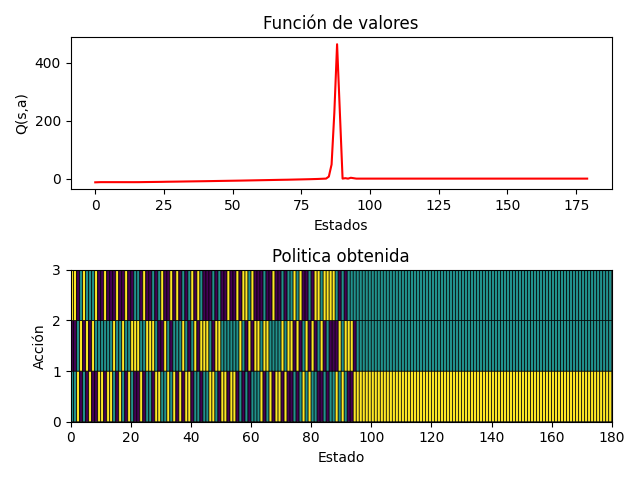 Función de valores
400
200
0
Q(s,a)
0 25 50 75 100 125 150 175
Estados
Politica obtenida
3
2
1
0
Acción
0 20 40 60 80 100 120 140 160 180
Estado